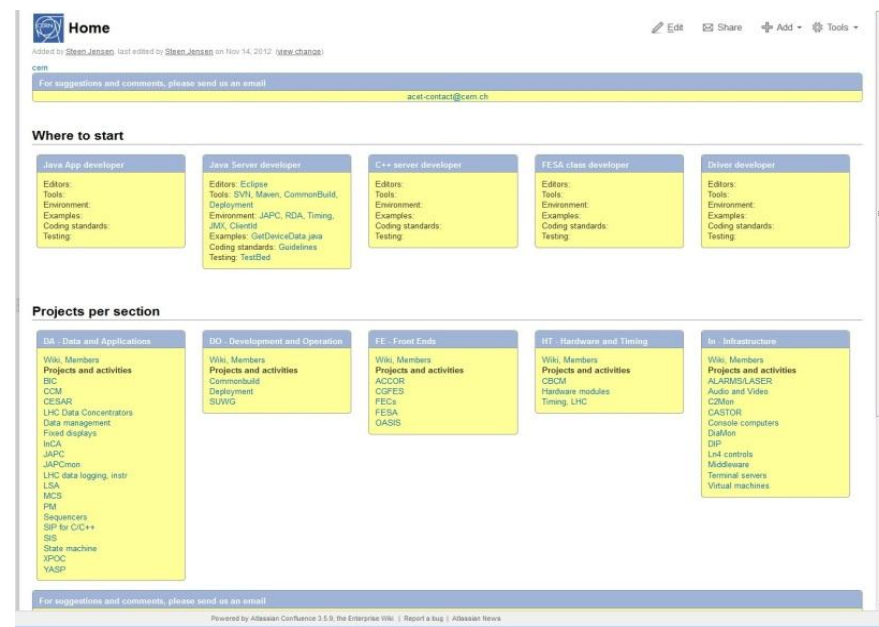 CERN
Home
Edit Share Add Tools
Added by Steen Jensen, last edited by Steen Jensen on Nov 14, 2012 (view change)
cern
For suggestions and comments, please send us an email
acet-contact@cern.ch
Where to start
Java App developer
Editors:
Tools:
Environment:
Examples:
Coding standards:
Testing:
Java Server developer
Editors: Eclipse
Tools: SVN, Maven, CommonBuild,
Deployment
Environment: JAPC, RDA, Timing,
JMX, ClientId
Examples: GetDeviceData.java
Coding standards: Guidelines
Testing: TestBed
C++ server developer
Editors:
Tools:
Environment:
Examples:
Coding standards:
Testing:
FESA class developer
Editors:
Tools:
Environment:
Examples:
Coding standards:
Testing:
Driver developer
Editors:
Tools:
Environment:
Examples:
Coding standards:
Testing:
Projects per section
DA - Data and Applications
Wiki, Members
Projects and activities
BIC
CCM
CESAR
LHC Data Concentrators
Data management
Fixed displays
InCA
JAPC
JAPCmon
LHC data logging, instr
LSA
MCS
PM
Sequencers
SIP for C/C++
SIS
State machine
XPOC
YASP
DO - Development and Operation
Wiki, Members
Projects and activities
Commonbuild
Deployment
SUWG
FE - Front Ends
Wiki, Members
Projects and activities
ACCOR
CGFES
FECs
FESA
OASIS
HT - Hardware and Timing
Wiki, Members
Projects and activities
CBCM
Hardware modules
Timing, LHC
In - Infrastructure
Wiki, Members
Projects and activities
ALARMS/LASER
Audio and Video
C2Mon
CASTOR
Console computers
DiaMon
DIP
Ln4 controls
Middleware
Terminal servers
Virtual machines
For suggestions and comments, please send us an email
Powered by Atlassian Confluence 3.5.9, the Enterprise Wiki | Report a bug | Atlassian News